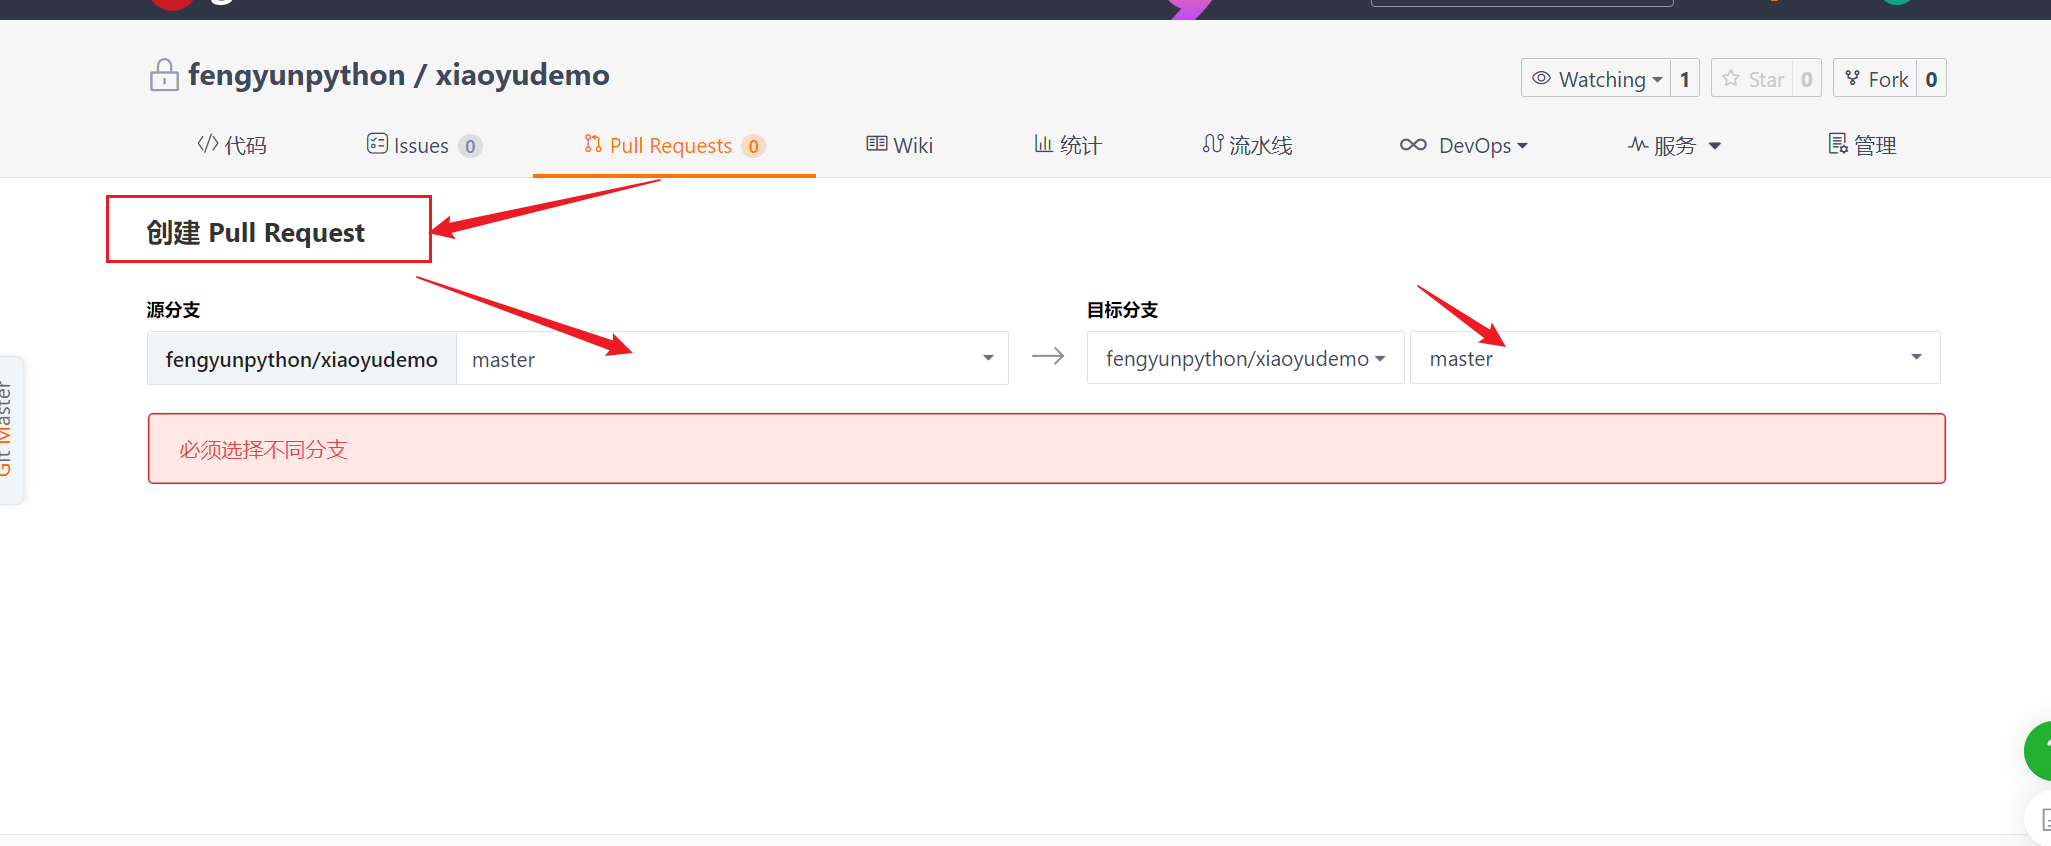 fengyunpython / xiaoyudemo
Watching 1 Star 0 Fork 0
代码 Issues 0 Pull Requests 0 Wiki 统计 流水线 DevOps 服务 管理
创建 Pull Request
源分支 目标分支
fengyunpython/xiaoyudemo master fengyunpython/xiaoyudemo master
必须选择不同分支
Git Master